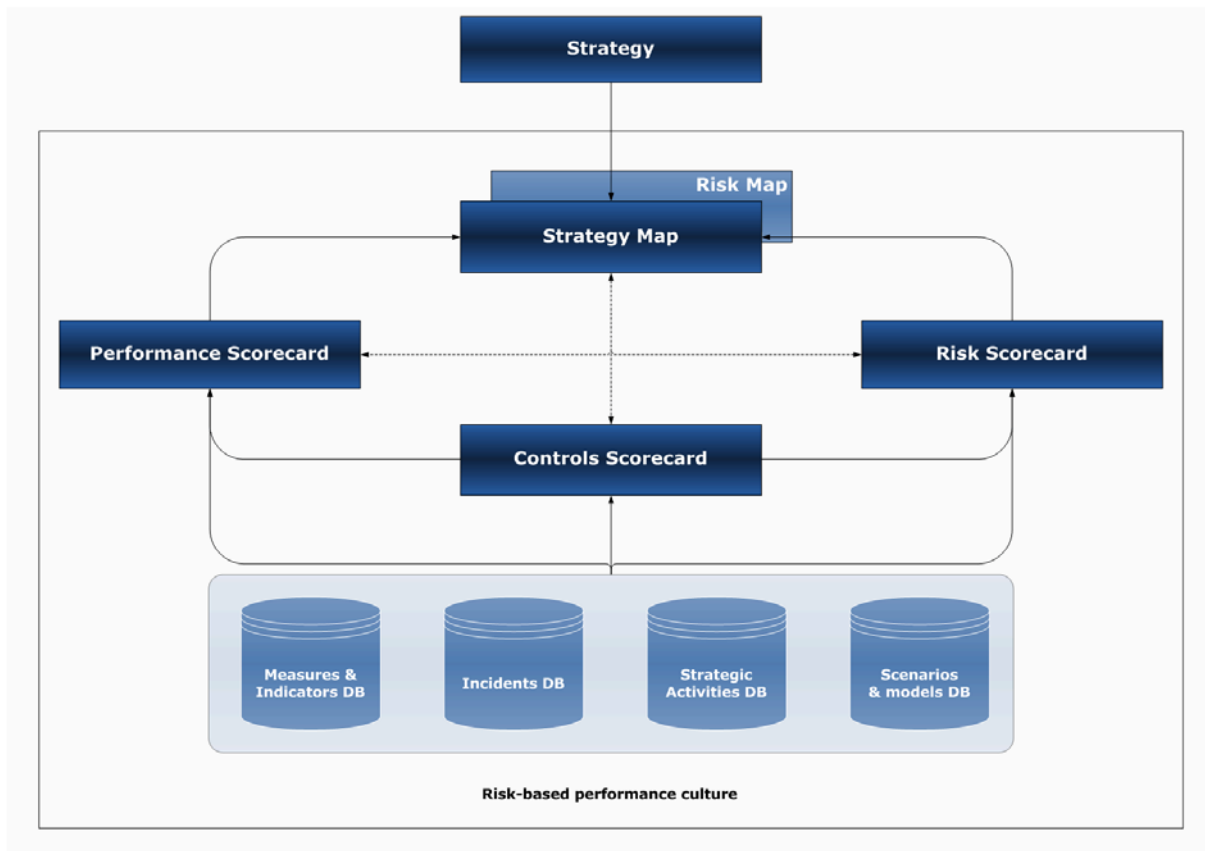 Strategy
Risk Map
Strategy Map
Performance Scorecard
Risk Scorecard
Controls Scorecard
Measures &
Indicators DB
Incidents DB
Strategic
Activities DB
Scenarios
& models DB
Risk-based performance culture